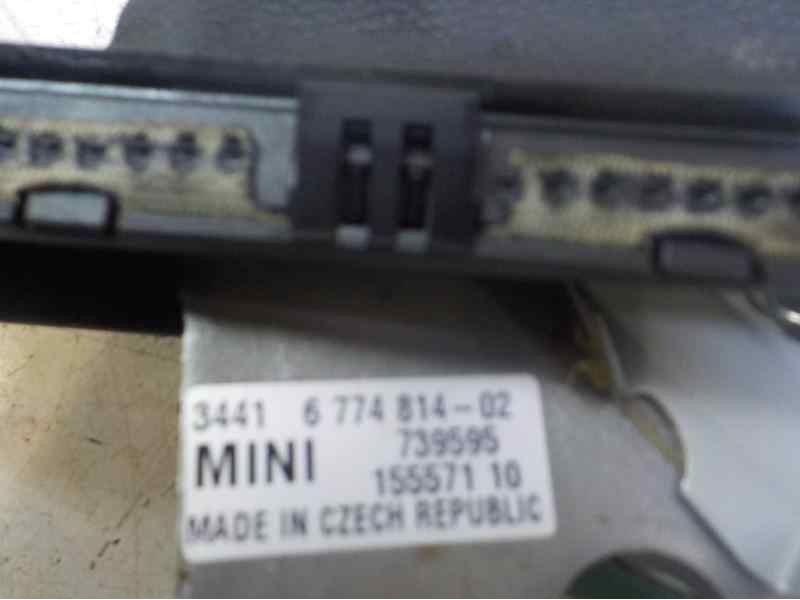 3441 6 774 814-02
MINI 739595
155571 10
MADE IN CZECH REPUBLIC